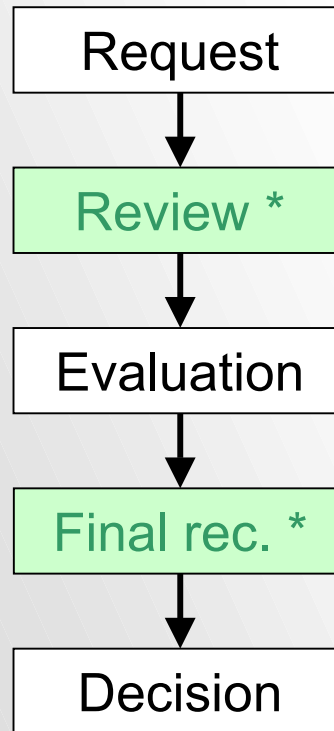 Request
Review *
Evaluation
Final rec. *
Decision